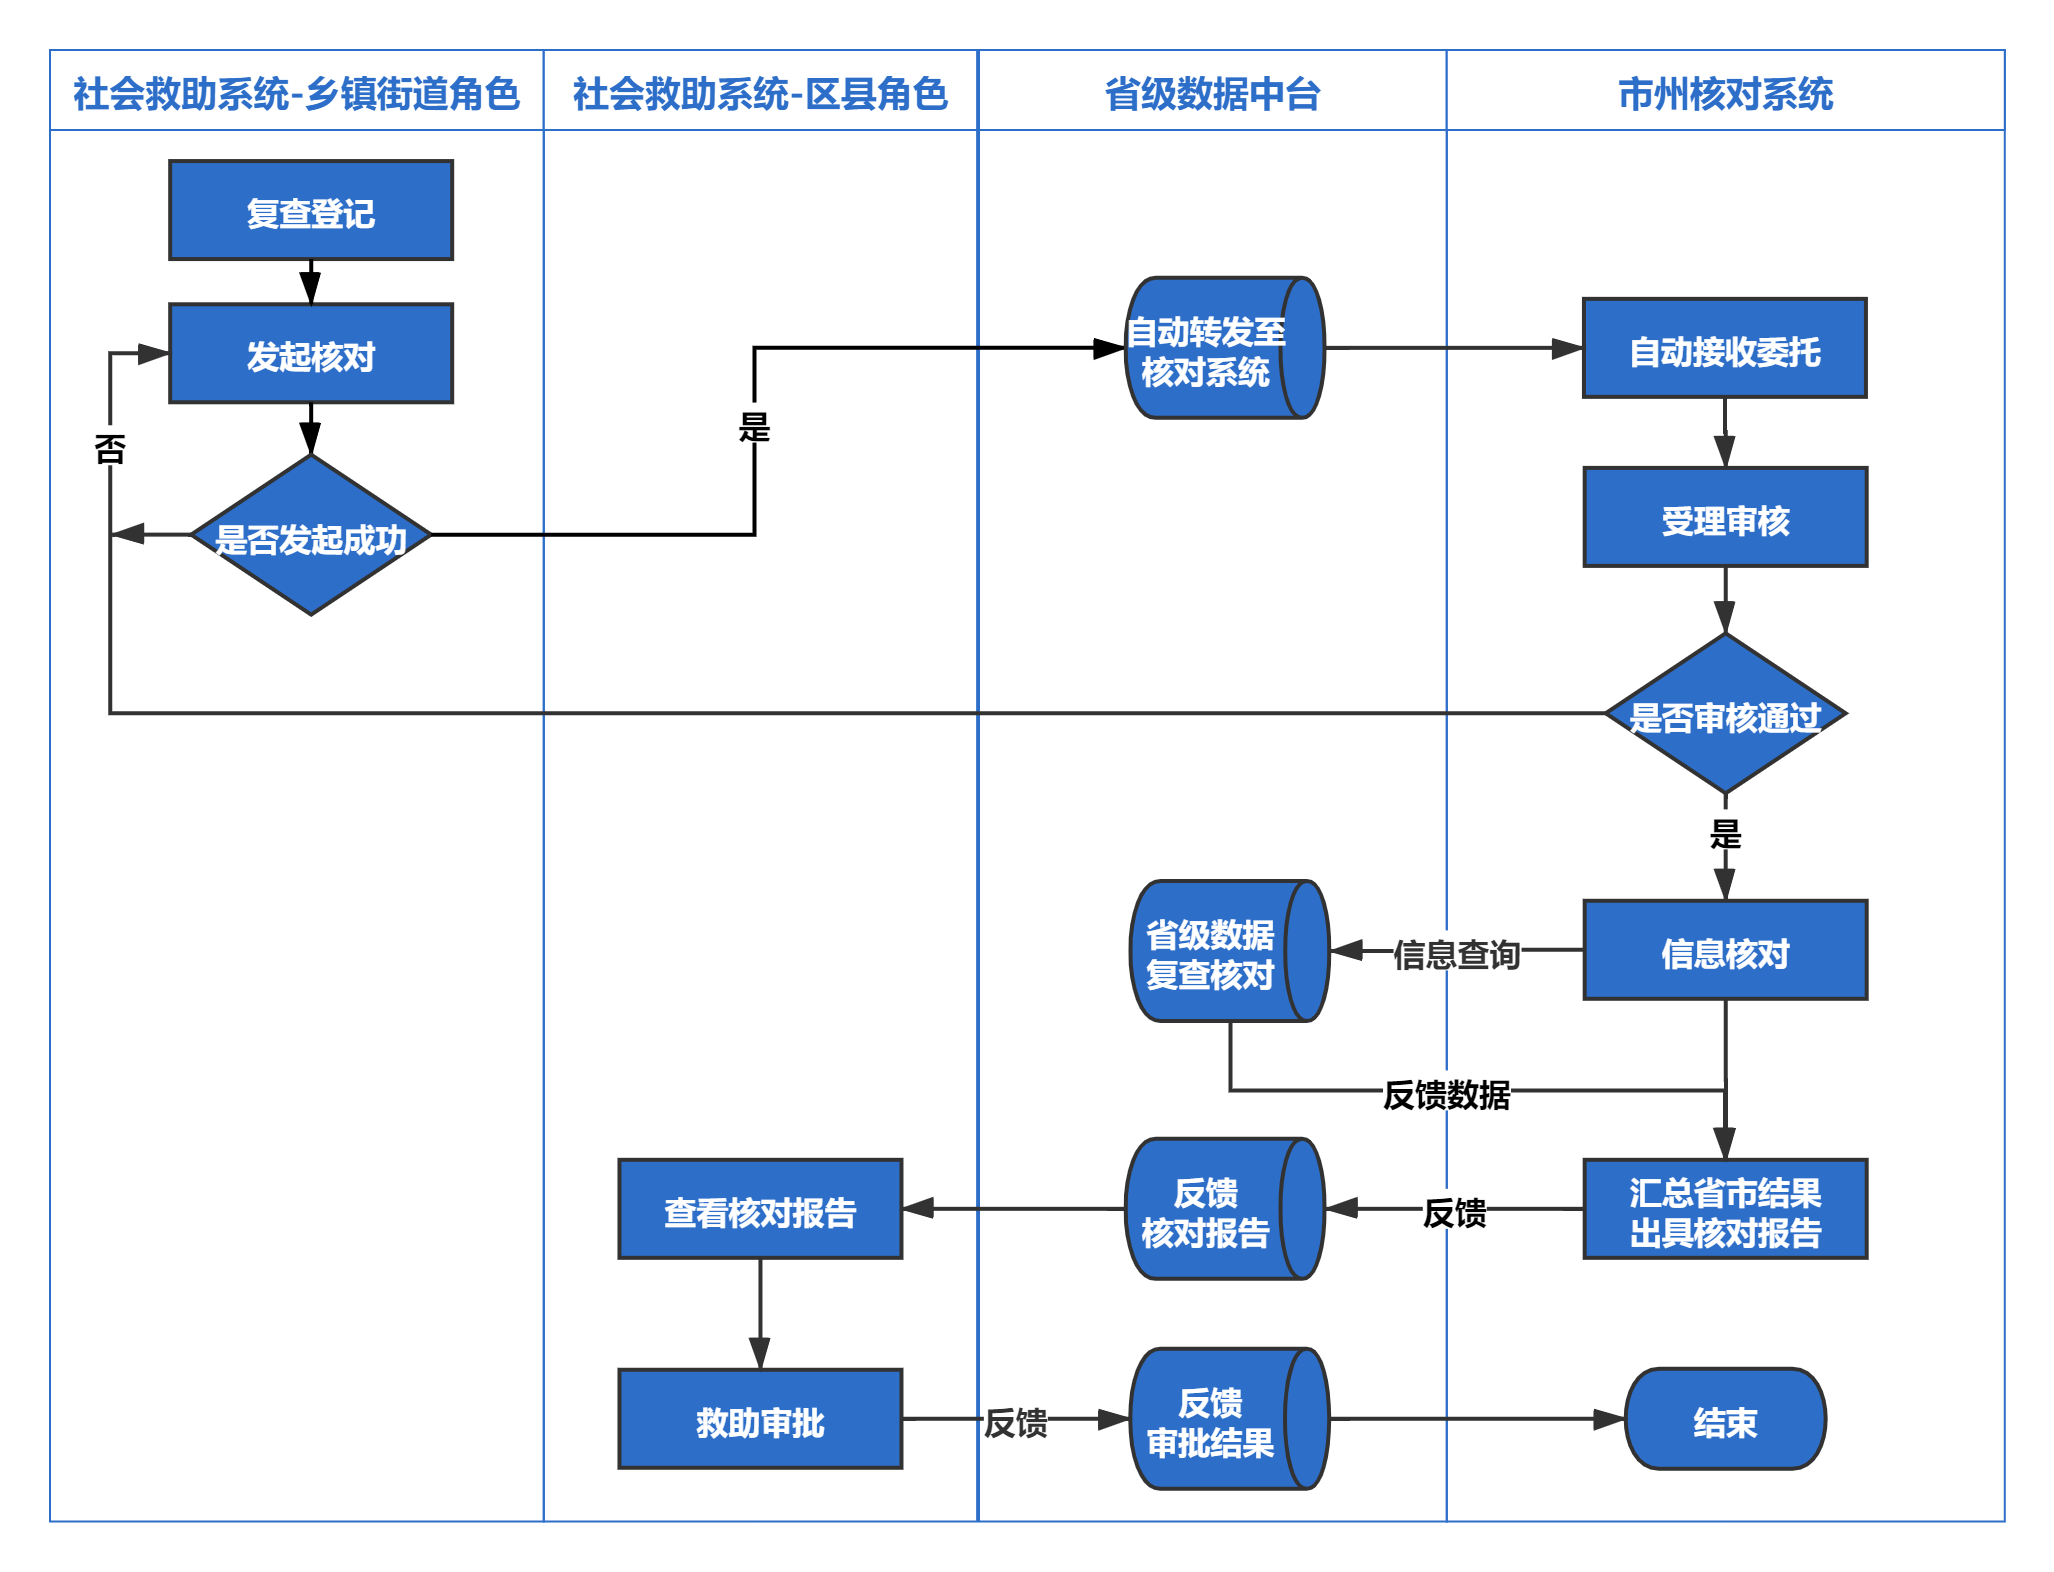 社会救助系统-乡镇街道角色
社会救助系统-区县角色
省级数据中台
市州核对系统
复查登记
发起核对
否
是否发起成功
是
自动转发至
核对系统
自动接收委托
受理审核
是否审核通过
是
信息核对
信息查询
省级数据
复查核对
反馈数据
汇总省市结果
出具核对报告
反馈
反馈
核对报告
查看核对报告
救助审批
反馈
反馈
审批结果
结束